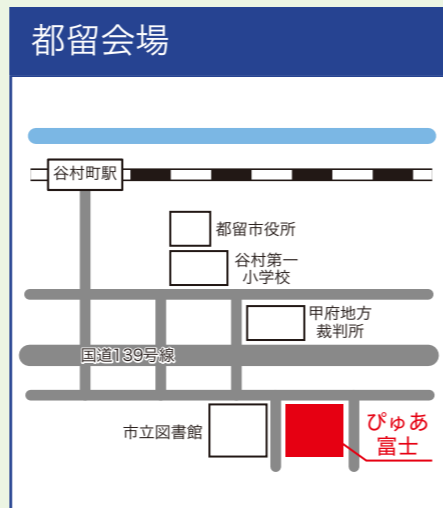 都留会場
谷村町駅
都留市役所
谷村第一
小学校
甲府地方
裁判所
国道139号線
市立図書館
ぴゅあ
富士